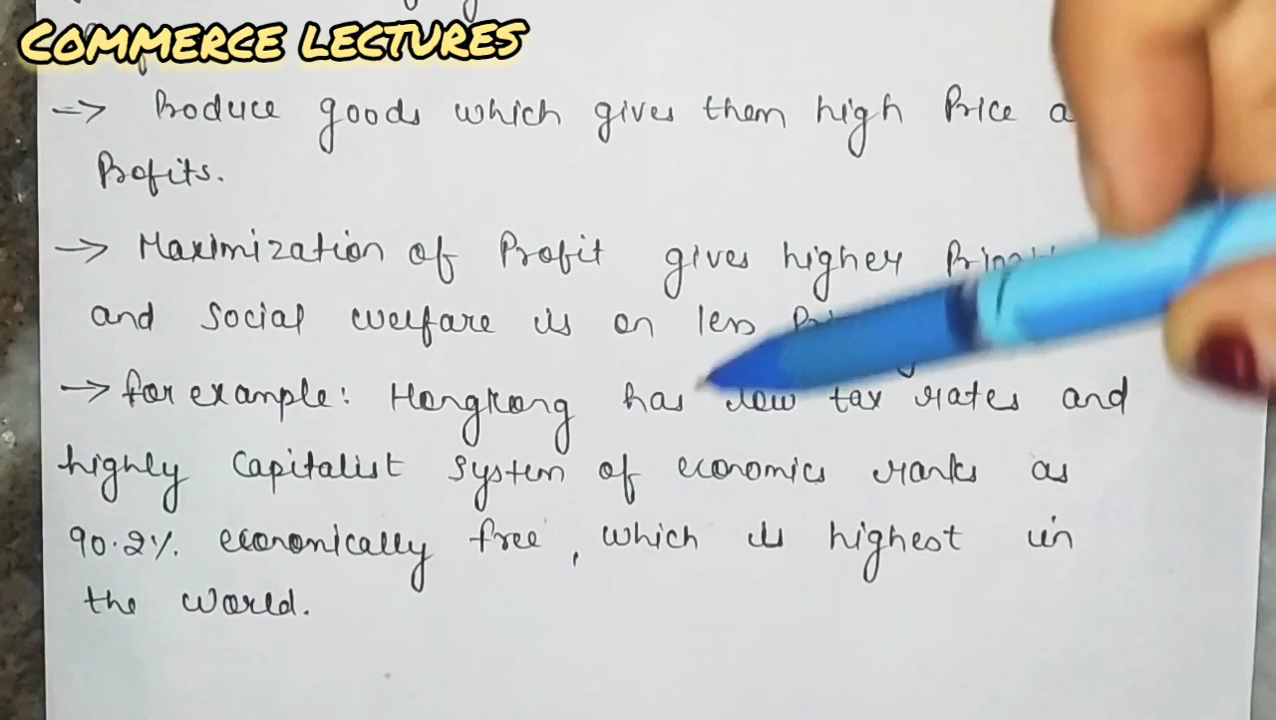 COMMERCE LECTURES
-> Produce goods which gives them high Price
Profits.
-> Maximization of Profit gives higher
and Social welfare is on less
-> for example: Hongkong has low tax rates and
highly Capitalist System of economics ranks as
90.2% economically free, which is highest in
the world.